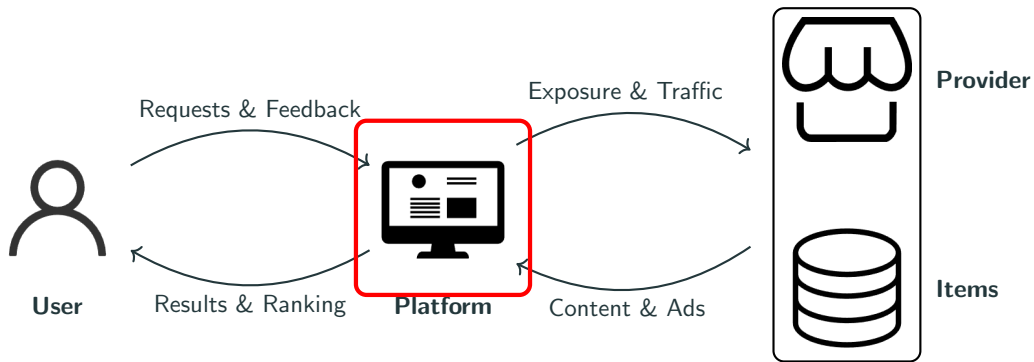 Provider
Exposure & Traffic
Requests & Feedback
Items
User
Results & Ranking
Platform
Content & Ads